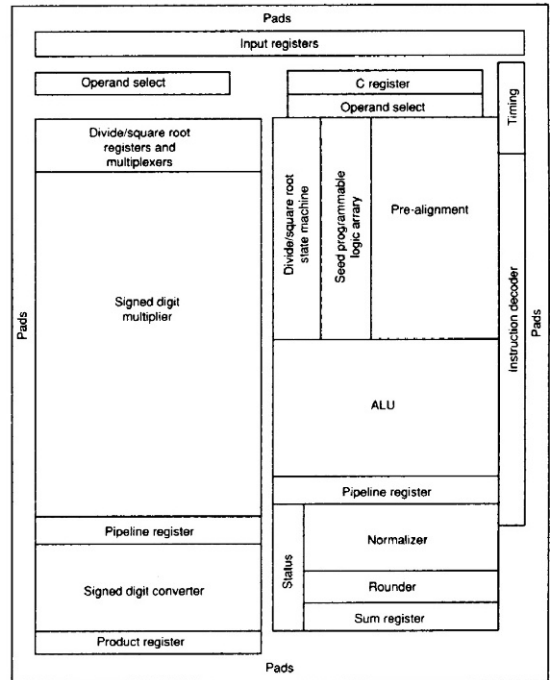 Pads
Input registers
Operand select
C register
Operand select
Timing
Divide/square root
registers and
multiplexers
Divide/square root
state machine
Seed programmable
logic arrary
Pre-alignment
Instruction decoder
Pads
Signed digit
multiplier
Pads
ALU
Pipeline register
Pipeline register
Status
Normalizer
Signed digit converter
Rounder
Sum register
Product register
Pads